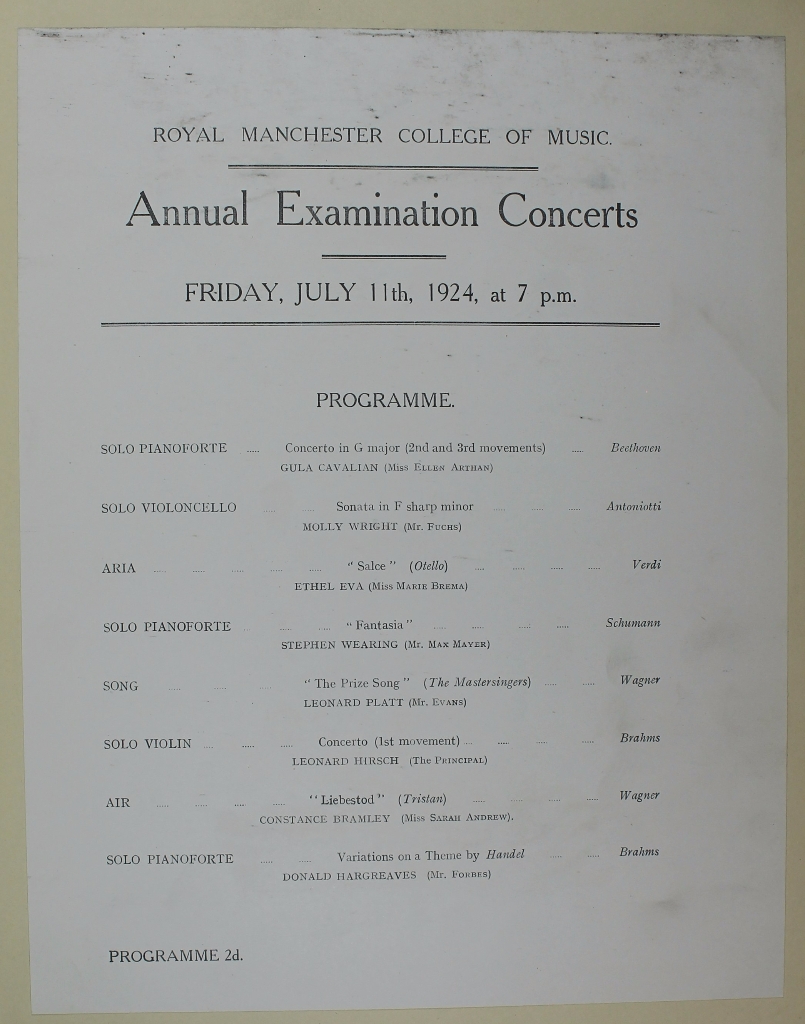 ROYAL MANCHESTER COLLEGE OF MUSIC.
Annual Examination Concerts
FRIDAY, JULY 11th, 1924, at 7 p.m.
PROGRAMME.
SOLO PIANOFORTE ..... Concerto in G major (2nd and 3rd movements) ..... Beethoven
GULA CAVALIAN (Miss Ellen Arthan)
SOLO VIOLONCELLO ..... ..... Sonata in F sharp minor ..... ..... ..... Antoniotti
MOLLY WRIGHT (Mr. Fuchs)
ARIA ..... ..... ..... ..... ..... "Salce" (Otello) ..... ..... ..... ..... Verdi
ETHEL EVA (Miss Marie Brema)
SOLO PIANOFORTE ..... ..... "Fantasia" ..... ..... ..... ..... Schumann
STEPHEN WEARING (Mr. Max Mayer)
SONG ..... ..... ..... "The Prize Song" (The Mastersingers) ..... ..... Wagner
LEONARD PLATT (Mr. Evans)
SOLO VIOLIN ..... ..... ..... Concerto (1st movement) ..... ..... ..... ..... Brahms
LEONARD HIRSCH (The Principal)
AIR ..... ..... ..... ..... "Liebestod" (Tristan) ..... ..... ..... ..... Wagner
CONSTANCE BRAMLEY (Miss Sarah Andrew).
SOLO PIANOFORTE ..... ..... Variations on a Theme by Handel ..... ..... Brahms
DONALD HARGREAVES (Mr. Forbes)
PROGRAMME 2d.